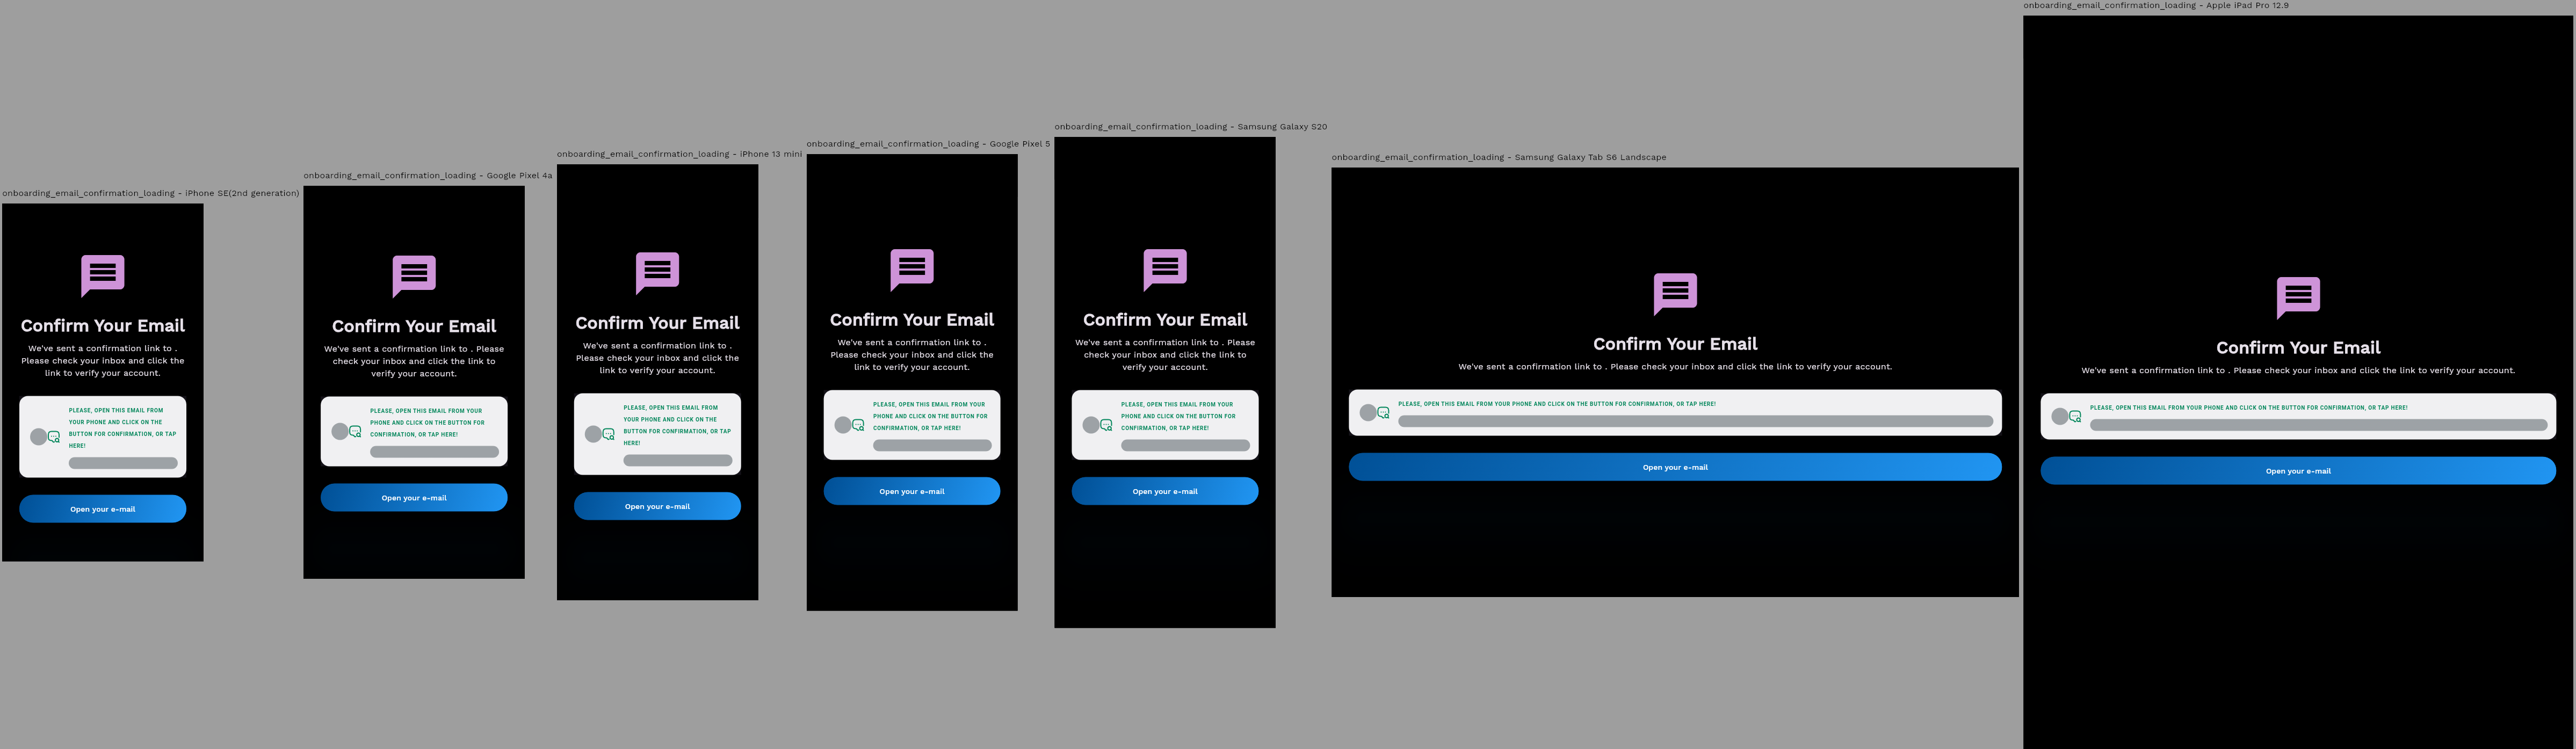 onboarding_email_confirmation_loading - iPhone SE(2nd generation)
Confirm Your Email
We've sent a confirmation link to .
Please check your inbox and click the
link to verify your account.
PLEASE, OPEN THIS EMAIL FROM
YOUR PHONE AND CLICK ON THE
BUTTON FOR CONFIRMATION, OR TAP
HERE!
Open your e-mail
onboarding_email_confirmation_loading - Google Pixel 4a
Confirm Your Email
We've sent a confirmation link to . Please
check your inbox and click the link to
verify your account.
PLEASE, OPEN THIS EMAIL FROM YOUR
PHONE AND CLICK ON THE BUTTON FOR
CONFIRMATION, OR TAP HERE!
Open your e-mail
onboarding_email_confirmation_loading - iPhone 13 mini
Confirm Your Email
We've sent a confirmation link to .
Please check your inbox and click the
link to verify your account.
PLEASE, OPEN THIS EMAIL FROM
YOUR PHONE AND CLICK ON THE
BUTTON FOR CONFIRMATION, OR TAP
HERE!
Open your e-mail
onboarding_email_confirmation_loading - Google Pixel 5
Confirm Your Email
We've sent a confirmation link to .
Please check your inbox and click the
link to verify your account.
PLEASE, OPEN THIS EMAIL FROM YOUR
PHONE AND CLICK ON THE BUTTON FOR
CONFIRMATION, OR TAP HERE!
Open your e-mail
onboarding_email_confirmation_loading - Samsung Galaxy S20
Confirm Your Email
We've sent a confirmation link to . Please
check your inbox and click the link to
verify your account.
PLEASE, OPEN THIS EMAIL FROM YOUR
PHONE AND CLICK ON THE BUTTON FOR
CONFIRMATION, OR TAP HERE!
Open your e-mail
onboarding_email_confirmation_loading - Samsung Galaxy Tab S6 Landscape
Confirm Your Email
We've sent a confirmation link to . Please check your inbox and click the link to verify your account.
PLEASE, OPEN THIS EMAIL FROM YOUR PHONE AND CLICK ON THE BUTTON FOR CONFIRMATION, OR TAP HERE!
Open your e-mail
onboarding_email_confirmation_loading - Apple iPad Pro 12.9
Confirm Your Email
We've sent a confirmation link to . Please check your inbox and click the link to verify your account.
PLEASE, OPEN THIS EMAIL FROM YOUR PHONE AND CLICK ON THE BUTTON FOR CONFIRMATION, OR TAP HERE!
Open your e-mail